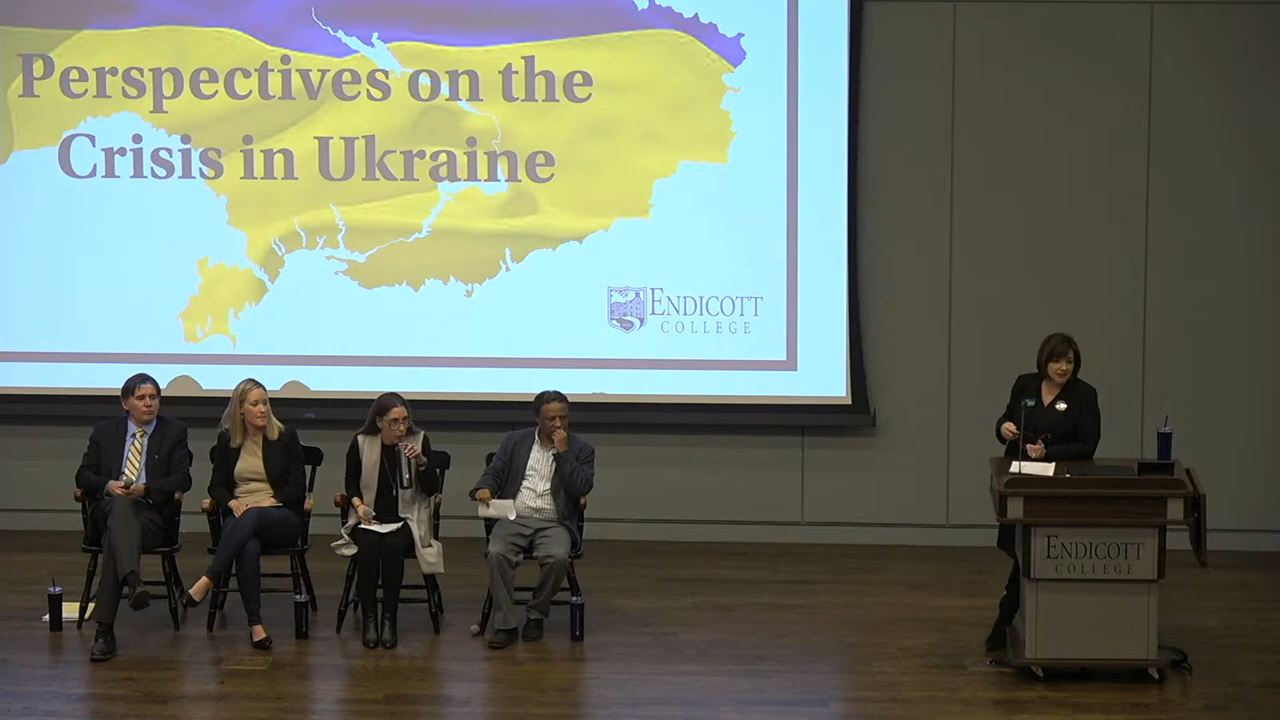 Perspectives on the
Crisis in Ukraine
ENDICOTT
COLLEGE
ENDICOTT
COLLEGE